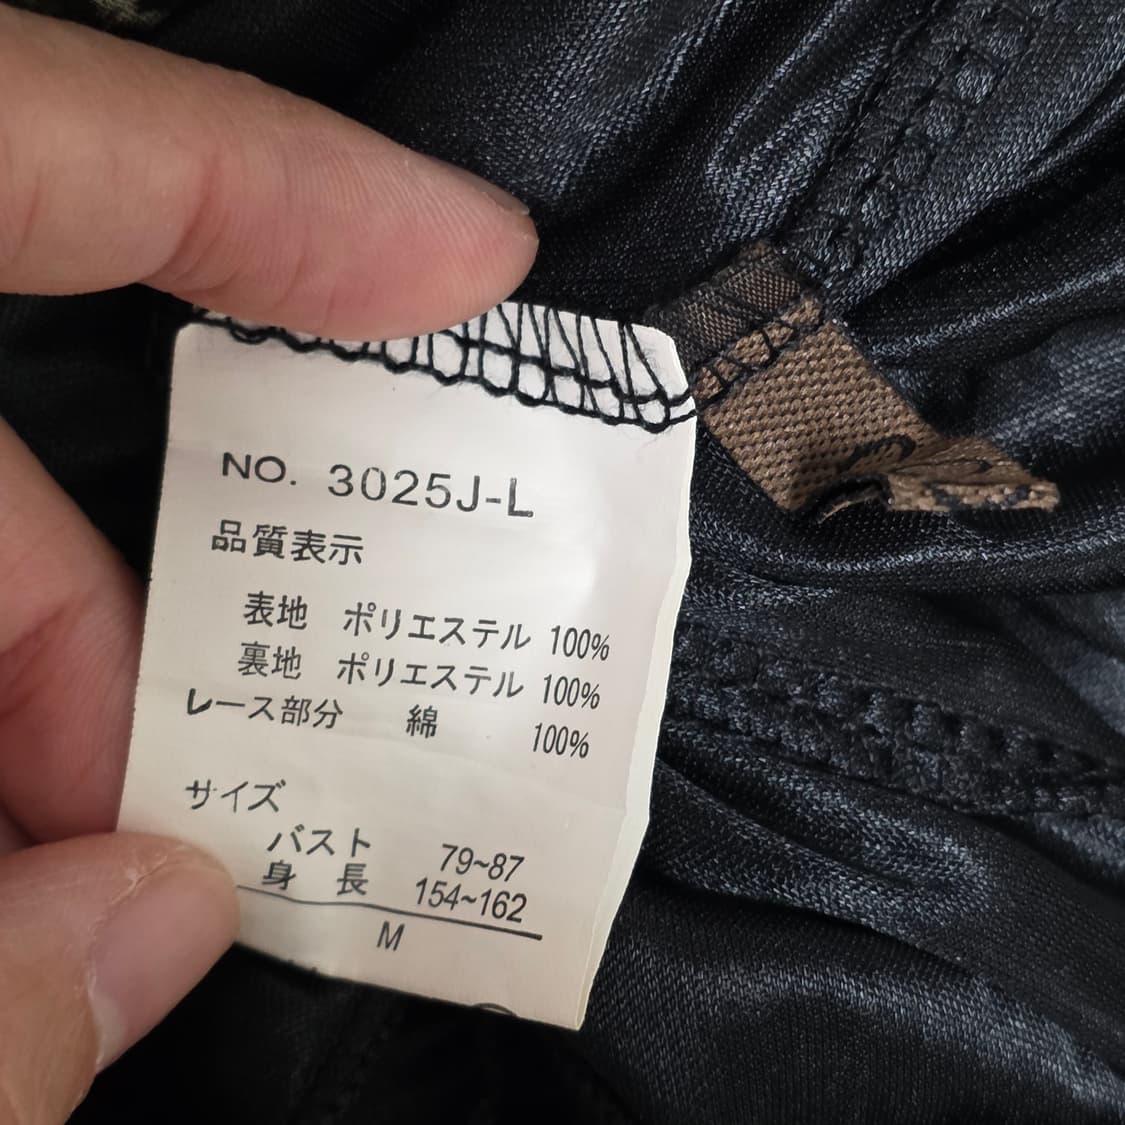 NO. 3025J-L
品質表示
表地 ポリエステル 100%
裏地 ポリエステル 100%
レース部分 綿 100%
サイズ
バスト 79~87
身長 154~162
M